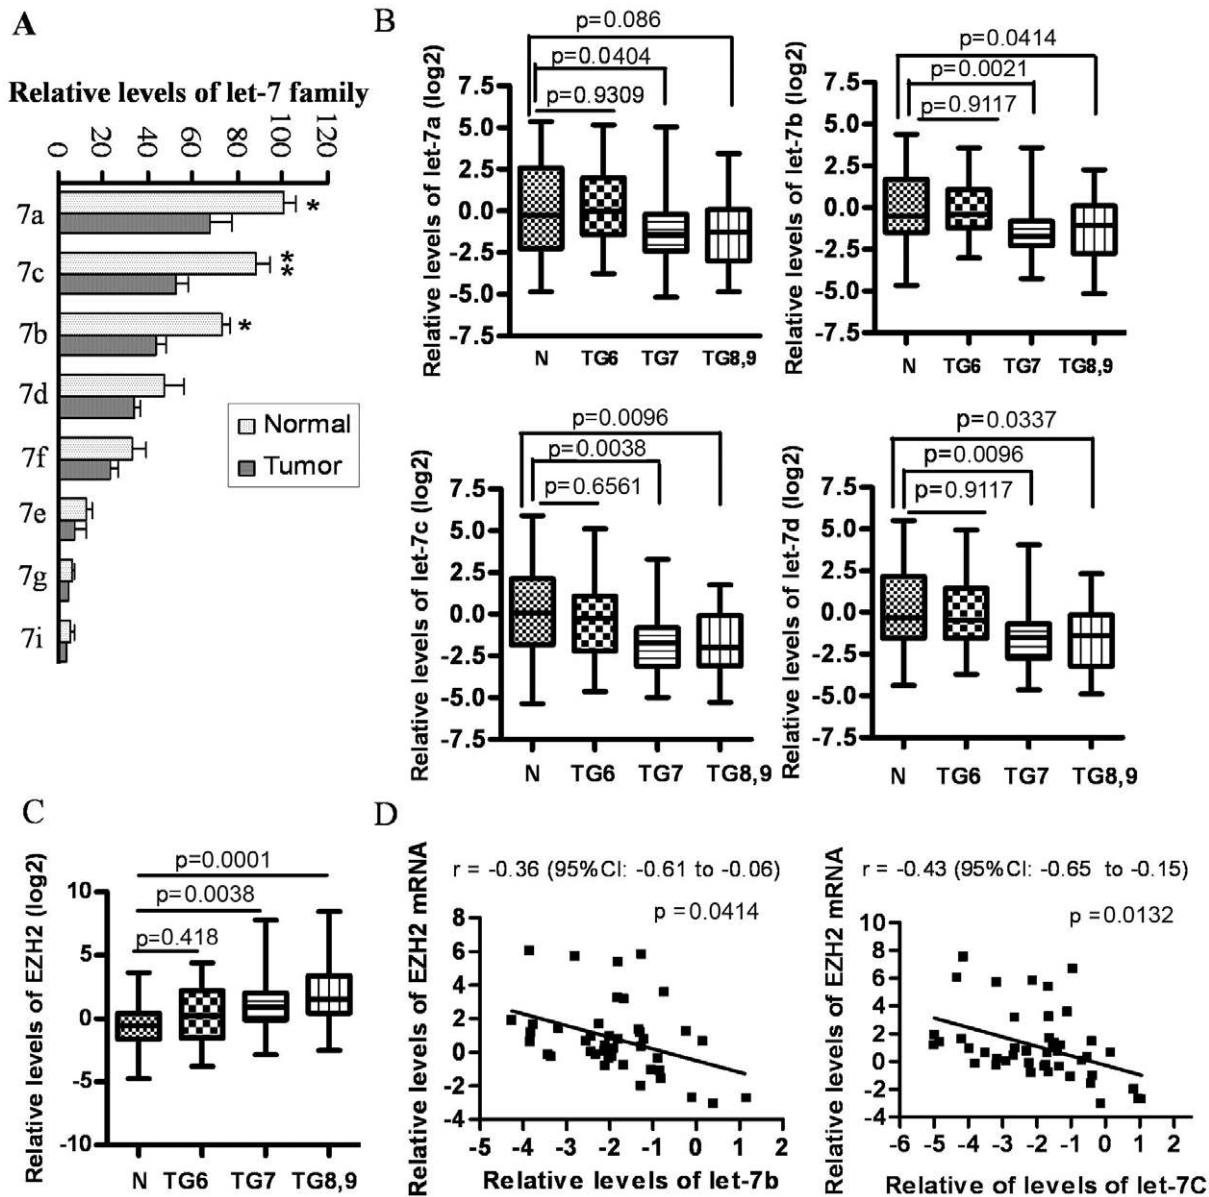 A
Relative levels of let-7 family
0 20 40 60 80 100 120
7a *
7c **
7b *
7d
7f
7e
7g
7i
Normal
Tumor
B
p=0.086
p=0.0404
p=0.9309
Relative levels of let-7a (log2)
7.5
5.0
2.5
0.0
-2.5
-5.0
-7.5
N TG6 TG7 TG8,9
p=0.0414
p=0.0021
p=0.9117
Relative levels of let-7b (log2)
7.5
5.0
2.5
0.0
-2.5
-5.0
-7.5
N TG6 TG7 TG8,9
p=0.0096
p=0.0038
p=0.6561
Relative levels of let-7c (log2)
7.5
5.0
2.5
0.0
-2.5
-5.0
-7.5
N TG6 TG7 TG8,9
p=0.0337
p=0.0096
p=0.9117
Relative levels of let-7d (log2)
7.5
5.0
2.5
0.0
-2.5
-5.0
-7.5
N TG6 TG7 TG8,9
C
p=0.0001
p=0.0038
p=0.418
Relative levels of EZH2 (log2)
10
5
0
-5
-10
N TG6 TG7 TG8,9
D
r = -0.36 (95%CI: -0.61 to -0.06)
p =0.0414
Relative levels of EZH2 mRNA
8
6
4
2
0
-2
-4
-5 -4 -3 -2 -1 0 1 2
Relative levels of let-7b
r = -0.43 (95%CI: -0.65 to -0.15)
p =0.0132
Relative levels of EZH2 mRNA
10
8
6
4
2
0
-2
-4
-6 -5 -4 -3 -2 -1 0 1 2
Relative of levels of let-7C